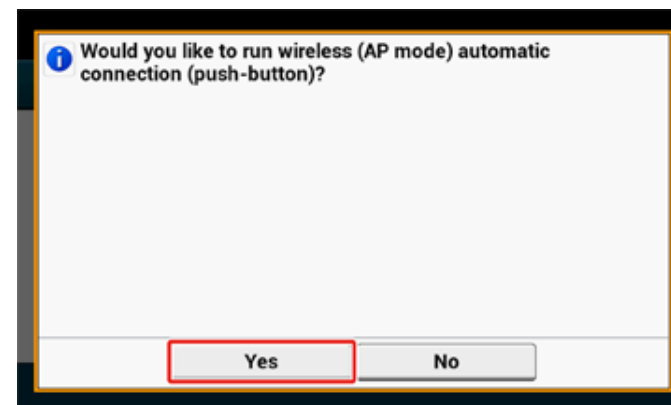 Would you like to run wireless (AP mode) automatic
connection (push-button)?
Yes
No